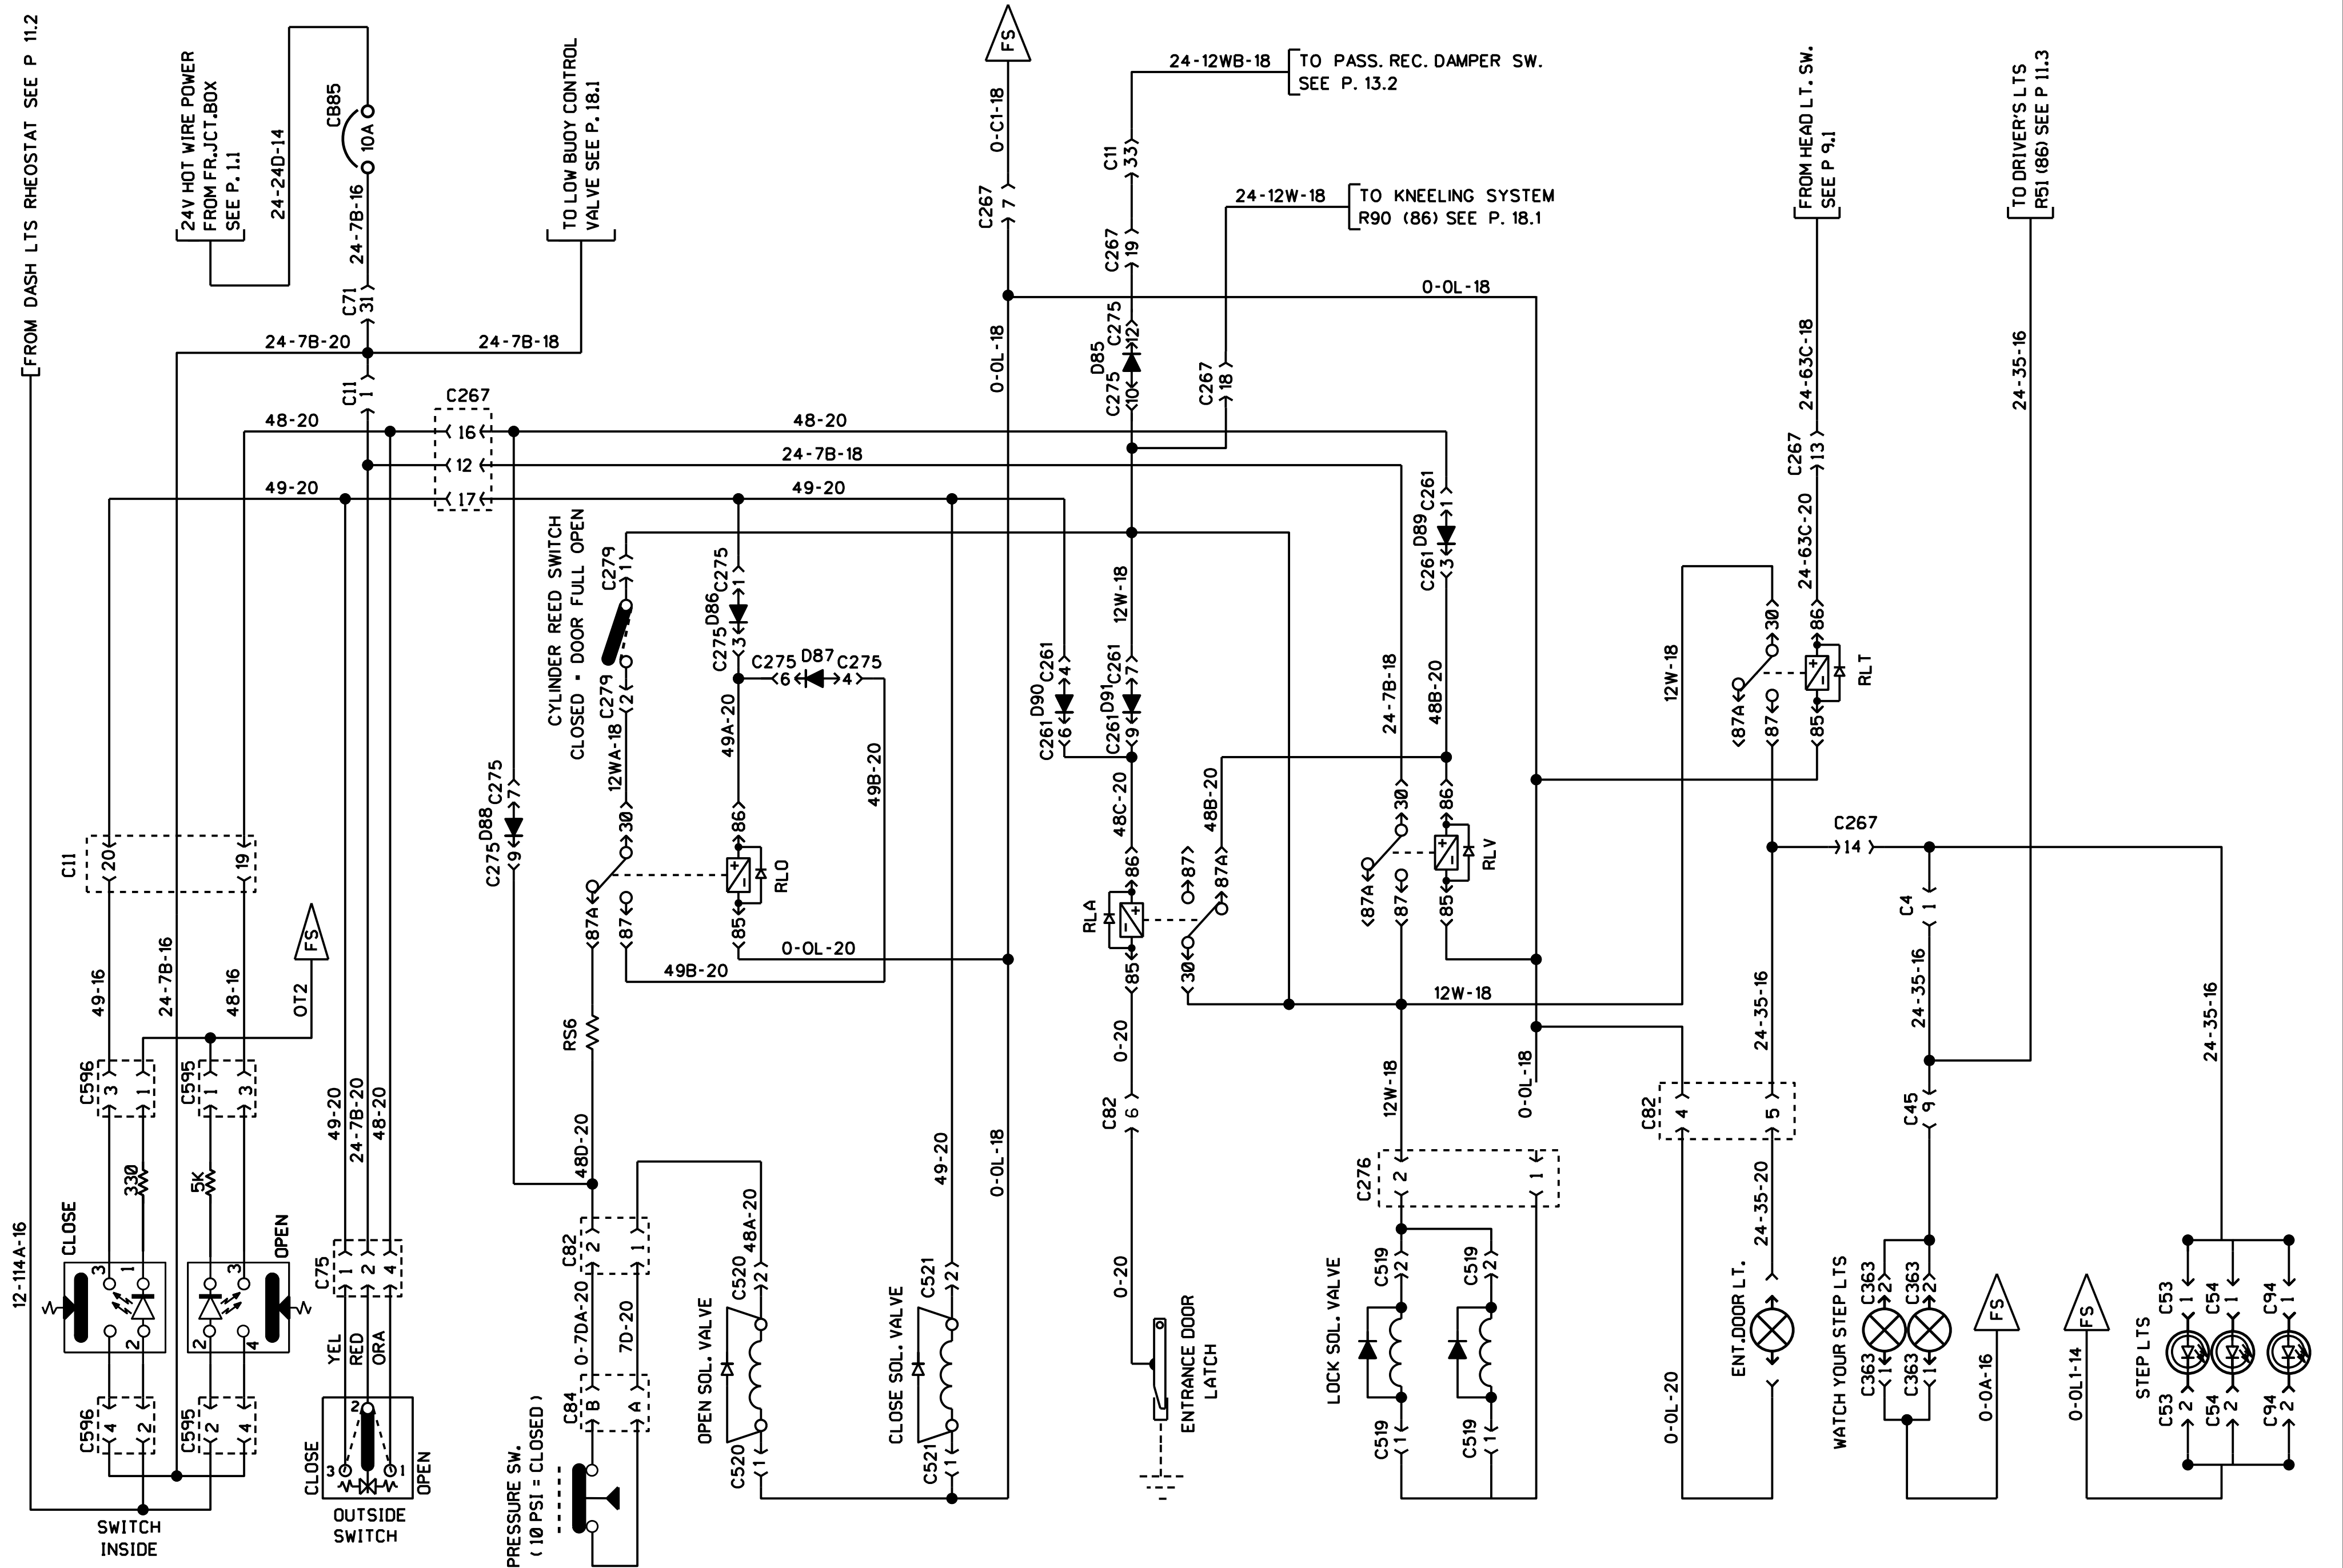 FROM DASH LTS RHEOSTAT SEE P 11.2
12-114A-16
24V HOT WIRE POWER
FROM FR.JCT.BOX
SEE P. 1.1
24-24D-14
CB85
10A
24-7B-16
C71
31
24-7B-20
24-7B-18
TO LOW BUOY CONTROL
VALVE SEE P. 18.1
C11
1
C267
48-20
16
48-20
12
24-7B-18
49-20
17
49-20
FS
0-C1-18
C267
7
0-0L-18
0-0L-18
24-12WB-18
TO PASS. REC. DAMPER SW.
SEE P. 13.2
C11
33
C267
19
C275
12
D85
C275
10
24-12W-18
TO KNEELING SYSTEM
R90 (86) SEE P. 18.1
C267
18
FROM HEAD LT. SW.
SEE P 9.1
24-63C-18
C267
13
24-63C-20
TO DRIVER'S LTS
R51 (86) SEE P 11.3
24-35-16
CYLINDER REED SWITCH
CLOSED = DOOR FULL OPEN
C279
1
C279
2
12WA-18
30
87A
87
C275
1
D86
C275
3
C275
6
D87
C275
4
49A-20
49B-20
86
85
RLO
0-0L-20
49B-20
C275
7
D88
C275
9
RS6
48D-20
C261
4
D90
C261
6
12W-18
C261
7
D91
C261
9
48C-20
86
RLA
85
87
87A
30
48B-20
C261
1
D89
C261
3
24-7B-18
48B-20
30
86
87A
87
85
RLV
12W-18
12W-18
30
86
87A
87
85
RLT
C267
14
C4
1
24-35-16
24-35-16
24-35-16
C11
20
19
49-16
24-7B-16
48-16
FS
0T2
C596
3
1
C595
1
3
330
5K
CLOSE
3
1
2
OPEN
3
2
4
C596
4
2
C595
2
4
SWITCH
INSIDE
49-20
24-7B-20
48-20
C75
1
2
4
YEL
RED
ORA
CLOSE
2
3
1
OPEN
OUTSIDE
SWITCH
C82
2
1
0-7DA-20
7D-20
C84
B
A
PRESSURE SW.
( 10 PSI = CLOSED )
48A-20
C520
2
OPEN SOL. VALVE
C520
1
49-20
C521
2
CLOSE SOL. VALVE
C521
1
0-0L-18
0-20
C82
6
0-20
ENTRANCE DOOR
LATCH
12W-18
0-0L-18
C276
2
1
LOCK SOL. VALVE
C519
2
C519
2
C519
1
C519
1
C82
4
5
24-35-20
0-0L-20
ENT.DOOR LT.
C45
9
WATCH YOUR STEP LTS
C363
2
C363
2
C363
1
C363
1
FS
0-0A-16
FS
0-0L1-14
STEP LTS
C53
1
C54
1
C94
1
C53
2
C54
2
C94
2